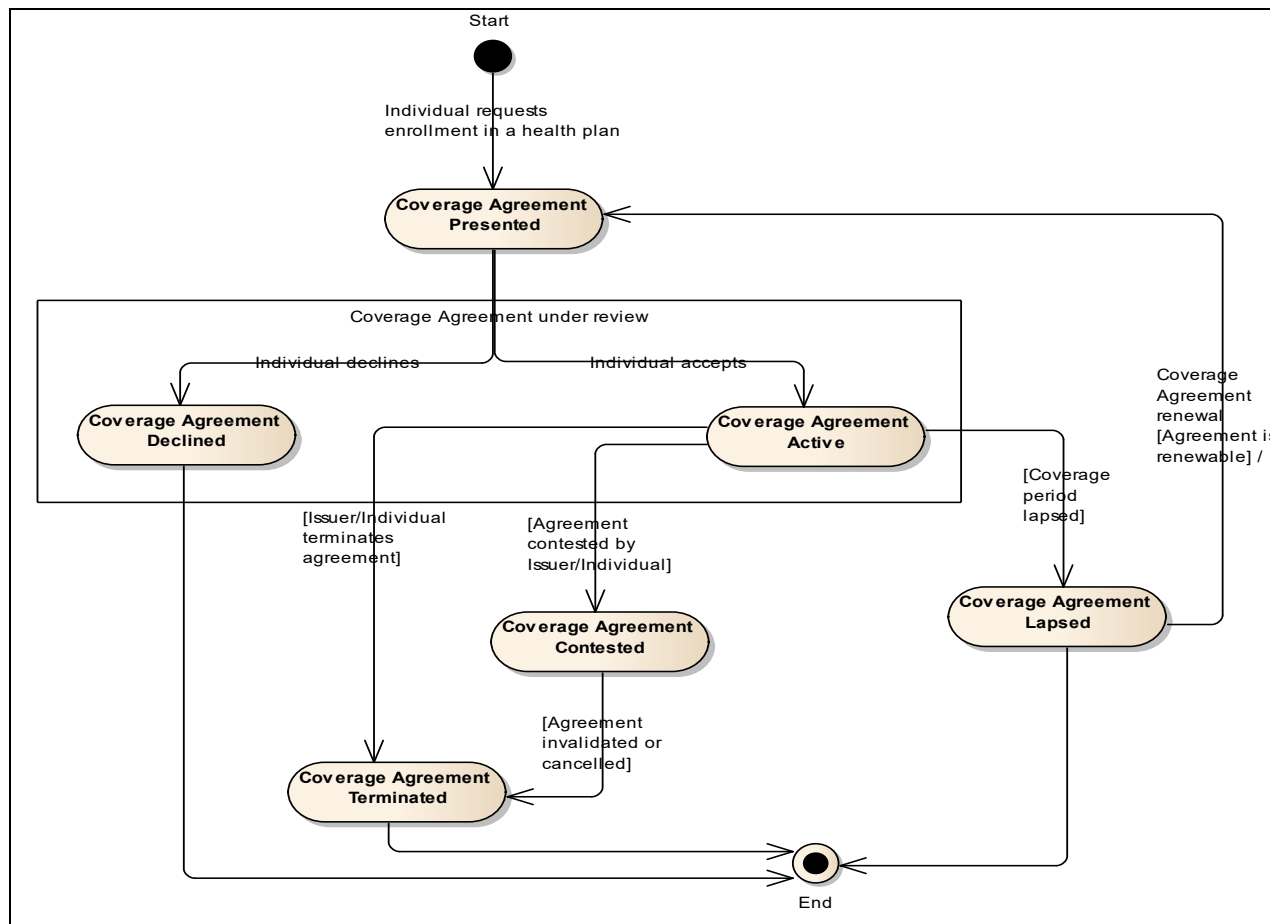 Start
Individual requests
enrollment in a health plan
Coverage Agreement
Presented
Coverage Agreement under review
Individual declines
Individual accepts
Coverage Agreement
Declined
Coverage Agreement
Active
Coverage
Agreement
renewal
[Agreement is
renewable] /
[Coverage
period
lapsed]
[Issuer/Individual
terminates
agreement]
[Agreement
contested by
Issuer/Individual]
Coverage Agreement
Lapsed
Coverage Agreement
Contested
[Agreement
invalidated or
cancelled]
Coverage Agreement
Terminated
End